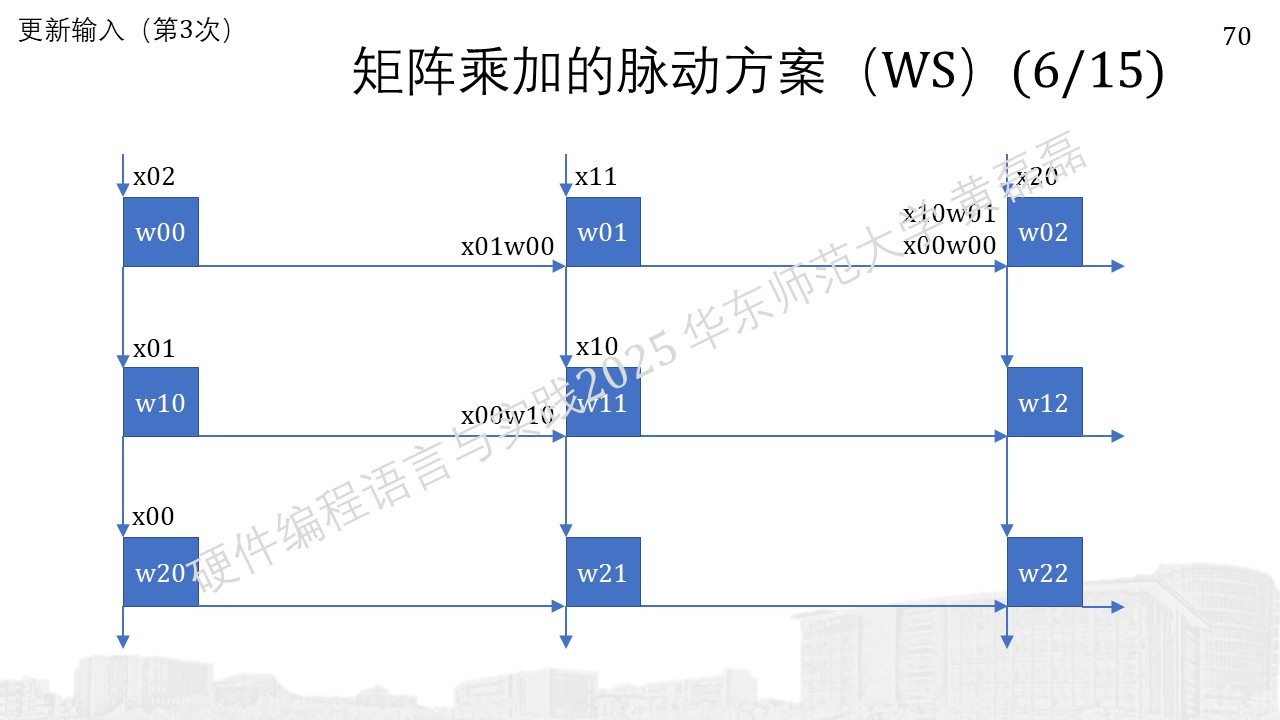 更新输入（第3次）
70
矩阵乘加的脉动方案（WS）(6/15)
x02
x11
x20
w00
x01w00
w01
x10w01
x00w00
w02
x01
x10
w10
x00w10
w11
w12
x00
w20
w21
w22
硬件编程语言与实践2025 华东师范大学 黄磊磊